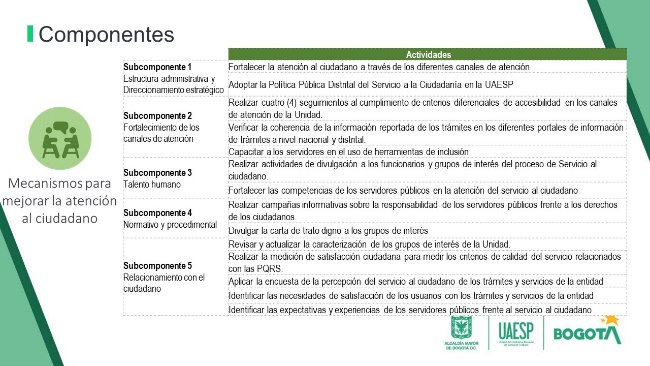 Componentes
Actividades
Subcomponente 1
Estructura administrativa y
Direccionamiento estratégico
Fortalecer la atención al ciudadano a través de los diferentes canales de atención
Adoptar la Política Pública Distrital del Servicio a la Ciudadanía en la UAESP
Subcomponente 2
Fortalecimiento de los
canales de atención
Realizar cuatro (4) seguimientos al cumplimiento de criterios diferenciales de accesibilidad en los canales
de atención de la Unidad.
Verificar la coherencia de la información reportada de los trámites en los diferentes portales de información
de trámites a nivel nacional y distrital.
Capacitar a los servidores en el uso de herramientas de inclusión
Subcomponente 3
Talento humano
Realizar actividades de divulgación a los funcionarios y grupos de interés del proceso de Servicio al
ciudadano.
Fortalecer las competencias de los servidores públicos en la atención del servicio al ciudadano
Subcomponente 4
Normativo y procedimental
Realizar campañas informativas sobre la responsabilidad de los servidores públicos frente a los derechos
de los ciudadanos.
Divulgar la carta de trato digno a los grupos de interés
Subcomponente 5
Relacionamiento con el
ciudadano
Revisar y actualizar la caracterización de los grupos de interés de la Unidad.
Realizar la medición de satisfacción ciudadana para medir los criterios de calidad del servicio relacionados
con las PQRS.
Aplicar la encuesta de la percepción del servicio al ciudadano de los trámites y servicios de la entidad
Identificar las necesidades de satisfacción de los usuarios con los trámites y servicios de la entidad
Identificar las expectativas y experiencias de los servidores públicos frente al servicio al ciudadano
Mecanismos para
mejorar la atención
al ciudadano
ALCALDÍA MAYOR
DE BOGOTÁ D.C.
UAESP
BOGOTÁ